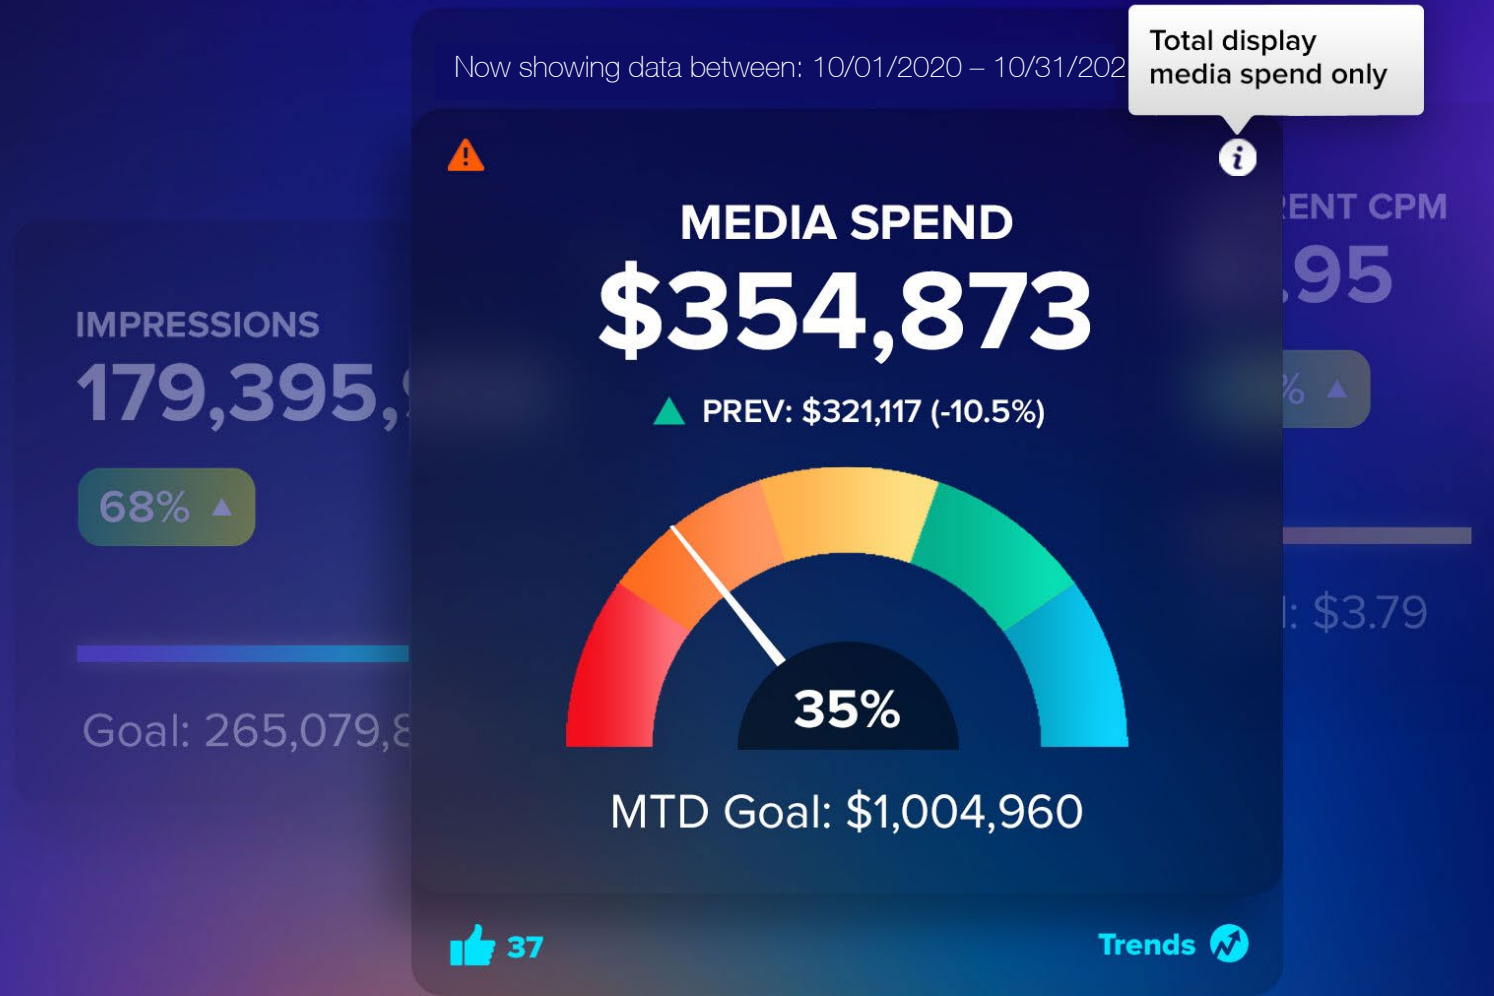 Total display
media spend only
Now showing data between: 10/01/2020 – 10/31/202
MEDIA SPEND
$354,873
PREV: $321,117 (-10.5%)
35%
MTD Goal: $1,004,960
37
Trends
IMPRESSIONS
179,395,
68%
Goal: 265,079,8
RENT CPM
.95
%
: $3.79